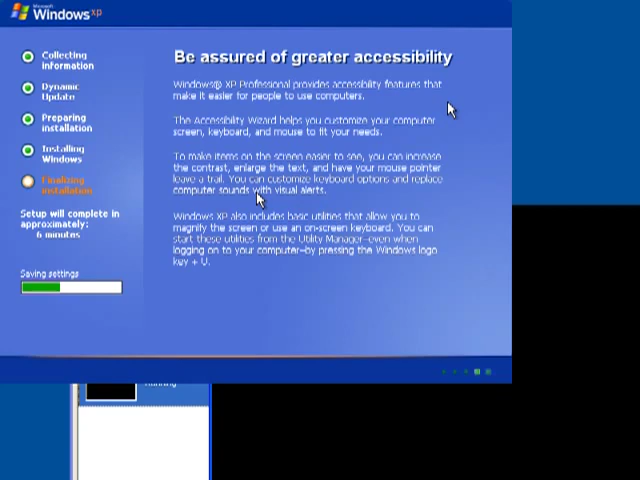 Microsoft
Windows xp
Collecting
information
Dynamic
Update
Preparing
installation
Installing
Windows
Finalizing
installation
Setup will complete in
approximately:
6 minutes
Saving settings
Be assured of greater accessibility
Windows® XP Professional provides accessibility features that
make it easier for people to use computers.
The Accessibility Wizard helps you customize your computer
screen, keyboard, and mouse to fit your needs.
To make items on the screen easier to see, you can increase
the contrast, enlarge the text, and have your mouse pointer
leave a trail. You can customize keyboard options and replace
computer sounds with visual alerts.
Windows XP also includes basic utilities that allow you to
magnify the screen or use an on-screen keyboard. You can
start these utilities from the Utility Manager–even when
logging on to your computer–by pressing the Windows logo
key + U.
Running